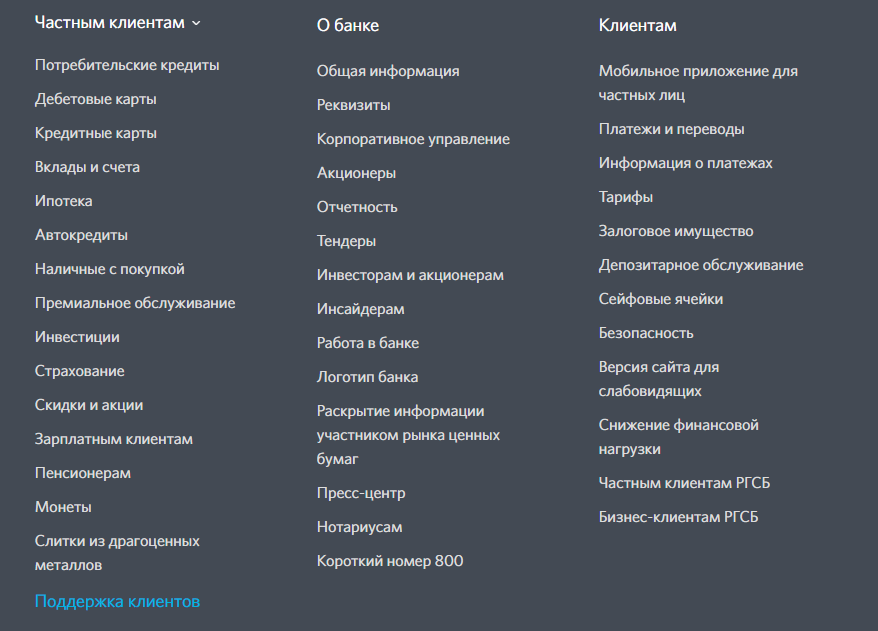 Частным клиентам
Потребительские кредиты
Дебетовые карты
Кредитные карты
Вклады и счета
Ипотека
Автокредиты
Наличные с покупкой
Премиальное обслуживание
Инвестиции
Страхование
Скидки и акции
Зарплатным клиентам
Пенсионерам
Монеты
Слитки из драгоценных
металлов
Поддержка клиентов
О банке
Общая информация
Реквизиты
Корпоративное управление
Акционеры
Отчетность
Тендеры
Инвесторам и акционерам
Инсайдерам
Работа в банке
Логотип банка
Раскрытие информации
участником рынка ценных
бумаг
Пресс-центр
Нотариусам
Короткий номер 800
Клиентам
Мобильное приложение для
частных лиц
Платежи и переводы
Информация о платежах
Тарифы
Залоговое имущество
Депозитарное обслуживание
Сейфовые ячейки
Безопасность
Версия сайта для
слабовидящих
Снижение финансовой
нагрузки
Частным клиентам РГСБ
Бизнес-клиентам РГСБ